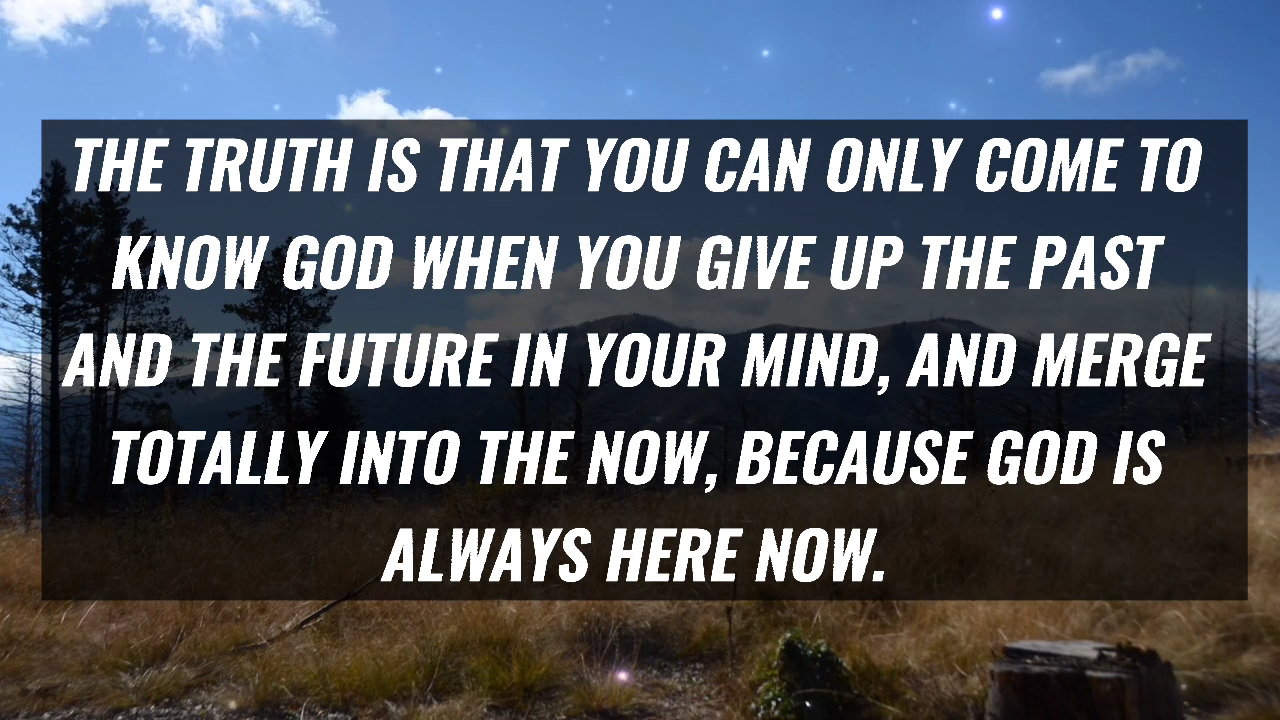 THE TRUTH IS THAT YOU CAN ONLY COME TO
KNOW GOD WHEN YOU GIVE UP THE PAST
AND THE FUTURE IN YOUR MIND, AND MERGE
TOTALLY INTO THE NOW, BECAUSE GOD IS
ALWAYS HERE NOW.